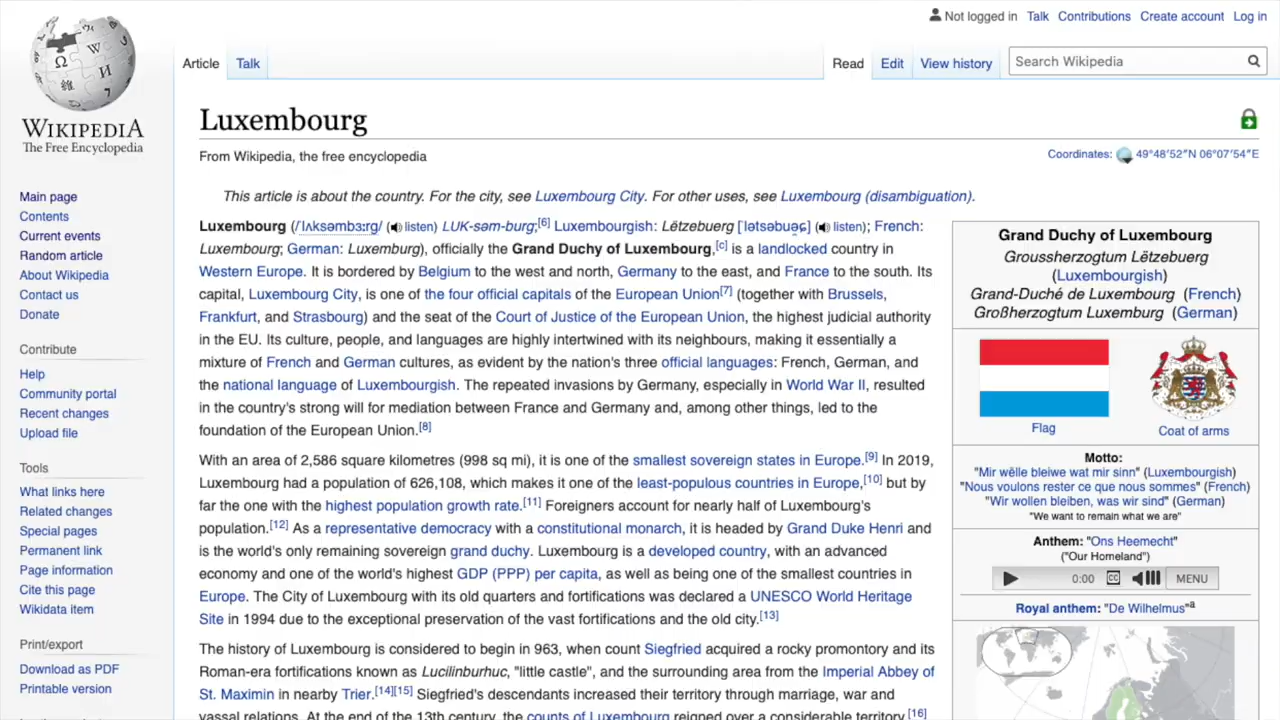 Not logged in Talk Contributions Create account Log in
Article Talk Read Edit View history Search Wikipedia
WIKIPEDIA
The Free Encyclopedia
Main page
Contents
Current events
Random article
About Wikipedia
Contact us
Donate
Contribute
Help
Community portal
Recent changes
Upload file
Tools
What links here
Related changes
Special pages
Permanent link
Page information
Cite this page
Wikidata item
Print/export
Download as PDF
Printable version
Luxembourg
From Wikipedia, the free encyclopedia
Coordinates: 49°48′52″N 06°07′54″E
This article is about the country. For the city, see Luxembourg City. For other uses, see Luxembourg (disambiguation).
Luxembourg (/ˈlʌksəmbɜːrɡ/ (listen) LUK-səm-burg;[6] Luxembourgish: Lëtzebuerg [ˈlətsəbuəɕ] (listen); French:
Luxembourg; German: Luxemburg), officially the Grand Duchy of Luxembourg,[c] is a landlocked country in
Western Europe. It is bordered by Belgium to the west and north, Germany to the east, and France to the south. Its
capital, Luxembourg City, is one of the four official capitals of the European Union[7] (together with Brussels,
Frankfurt, and Strasbourg) and the seat of the Court of Justice of the European Union, the highest judicial authority
in the EU. Its culture, people, and languages are highly intertwined with its neighbours, making it essentially a
mixture of French and German cultures, as evident by the nation's three official languages: French, German, and
the national language of Luxembourgish. The repeated invasions by Germany, especially in World War II, resulted
in the country's strong will for mediation between France and Germany and, among other things, led to the
foundation of the European Union.[8]
With an area of 2,586 square kilometres (998 sq mi), it is one of the smallest sovereign states in Europe.[9] In 2019,
Luxembourg had a population of 626,108, which makes it one of the least-populous countries in Europe,[10] but by
far the one with the highest population growth rate.[11] Foreigners account for nearly half of Luxembourg's
population.[12] As a representative democracy with a constitutional monarch, it is headed by Grand Duke Henri and
is the world's only remaining sovereign grand duchy. Luxembourg is a developed country, with an advanced
economy and one of the world's highest GDP (PPP) per capita, as well as being one of the smallest countries in
Europe. The City of Luxembourg with its old quarters and fortifications was declared a UNESCO World Heritage
Site in 1994 due to the exceptional preservation of the vast fortifications and the old city.[13]
The history of Luxembourg is considered to begin in 963, when count Siegfried acquired a rocky promontory and its
Roman-era fortifications known as Lucilinburhuc, "little castle", and the surrounding area from the Imperial Abbey of
St. Maximin in nearby Trier.[14][15] Siegfried's descendants increased their territory through marriage, war and
vassal relations. At the end of the 13th century, the counts of Luxembourg reigned over a considerable territory.[16]
Grand Duchy of Luxembourg
Groussherzogtum Lëtzebuerg
(Luxembourgish)
Grand-Duché de Luxembourg (French)
Großherzogtum Luxemburg (German)
Flag
Coat of arms
Motto:
"Mir wëlle bleiwe wat mir sinn" (Luxembourgish)
"Nous voulons rester ce que nous sommes" (French)
"Wir wollen bleiben, was wir sind" (German)
"We want to remain what we are"
Anthem: "Ons Heemecht"
("Our Homeland")
0:00 CC MENU
Royal anthem: "De Wilhelmus"a